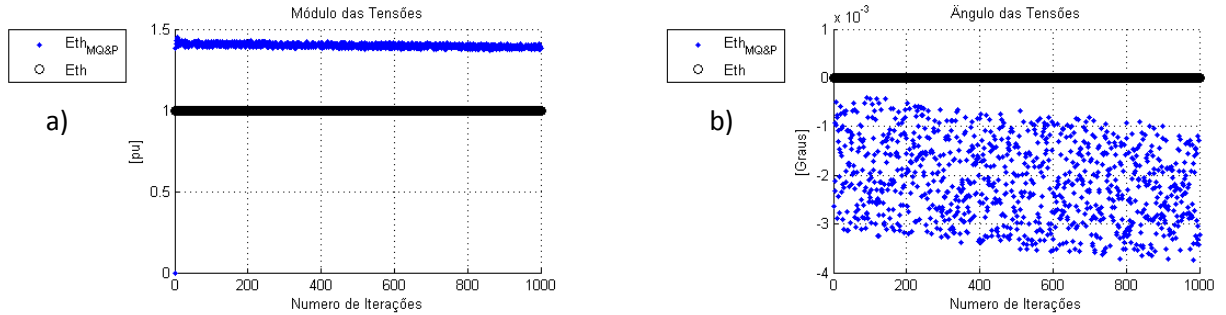 Módulo das Tensões
Eth_MQ&P
Eth
a)
[pu]
1.5
1
0.5
0
0
200
400
600
800
1000
Numero de Iterações
Ângulo das Tensões
x 10^-3
Eth_MQ&P
Eth
b)
[Graus]
1
0
-1
-2
-3
-4
0
200
400
600
800
1000
Numero de Iterações